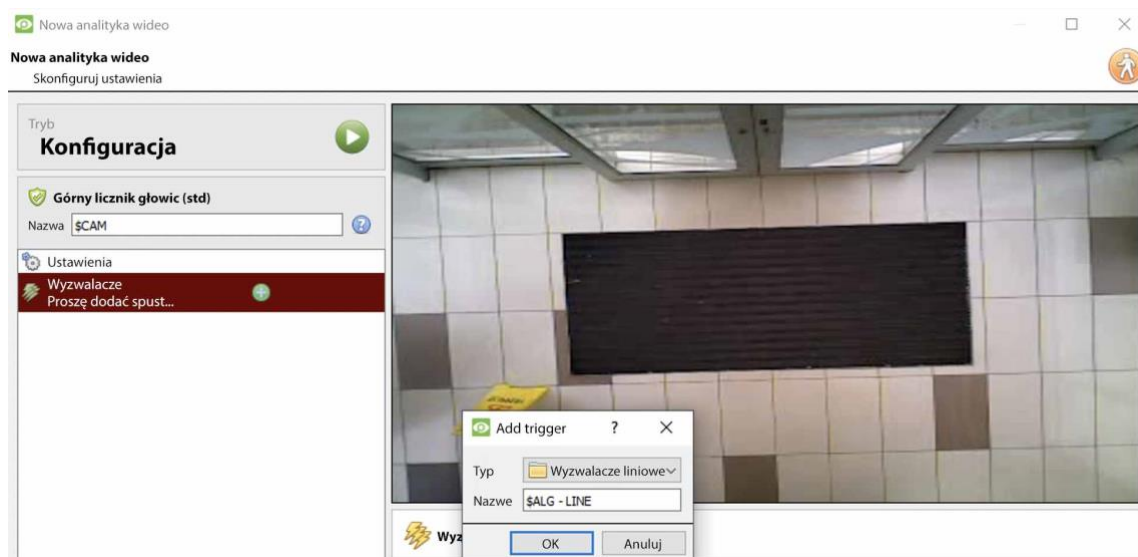 Nowa analityka wideo
Nowa analityka wideo
Skonfiguruj ustawienia
Tryb
Konfiguracja
Górny licznik głowic (std)
Nazwa $CAM
Ustawienia
Wyzwalacze
Proszę dodać spust...
Add trigger ?
Typ Wyzwalacze liniowe
Nazwe $ALG - LINE
Wyz
OK Anuluj